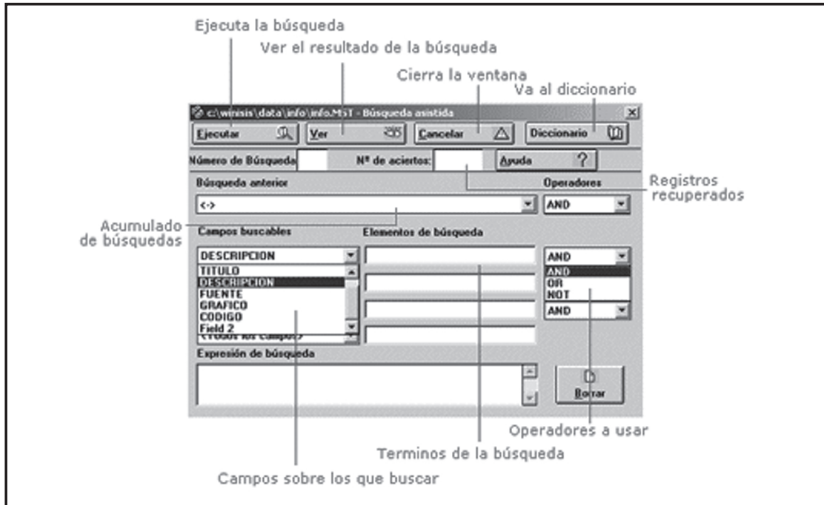 Ejecuta la búsqueda
Ver el resultado de la búsqueda
Cierra la ventana
Va al diccionario
c:\winisis\data\info\info.MST - Búsqueda asistida
Ejecutar
Ver
Cancelar
Diccionario
Número de Búsqueda
Nº de aciertos:
Ayuda
Búsqueda anterior
Operadores
Registros
recuperados
<->
AND
Acumulado
de búsquedas
Campos buscables
Elementos de búsqueda
DESCRIPCION
AND
TITULO
AND
DESCRIPCION
OR
FUENTE
NOT
GRAFICO
CODIGO
AND
Field 2
<Todos los campos>
Expresión de búsqueda
Borrar
Operadores a usar
Terminos de la búsqueda
Campos sobre los que buscar